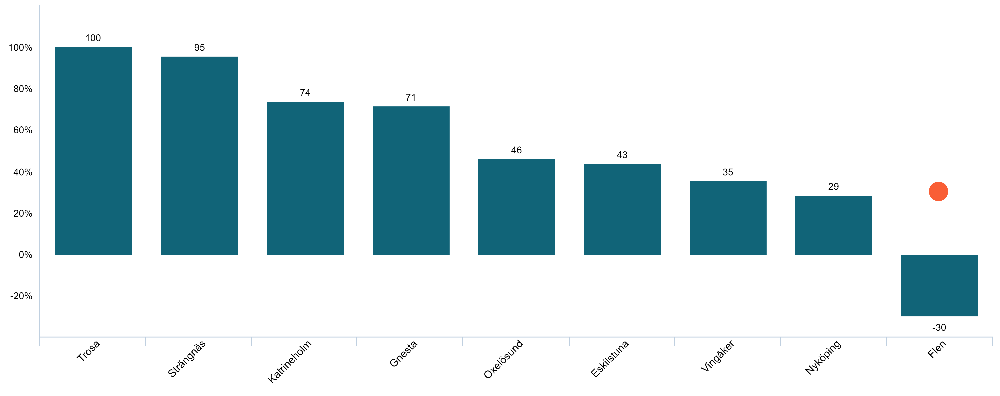 100
95
74
71
46
43
35
29
-30
100%
80%
60%
40%
20%
0%
-20%
Trosa
Strängnäs
Katrineholm
Gnesta
Oxelösund
Eskilstuna
Vingåker
Nyköping
Flen